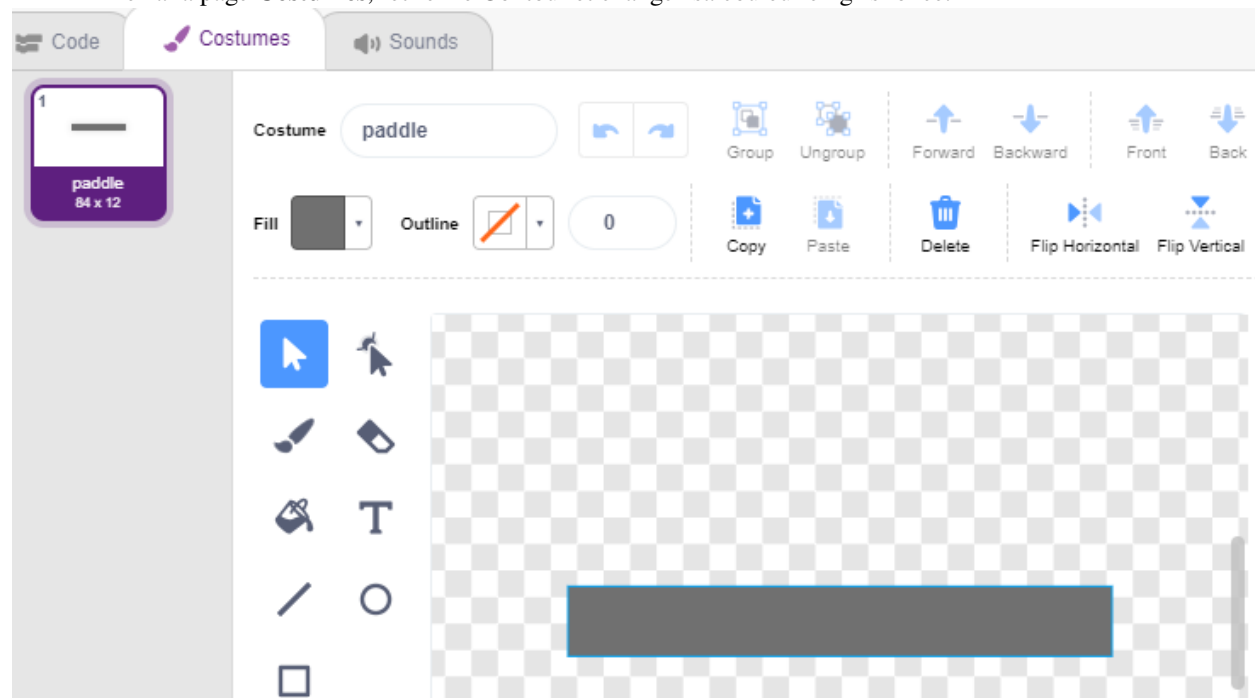 Code
Costumes
Sounds
1
paddle
84 x 12
Costume
paddle
Group
Ungroup
Forward
Backward
Front
Back
Fill
Outline
0
Copy
Paste
Delete
Flip Horizontal
Flip Vertical
T